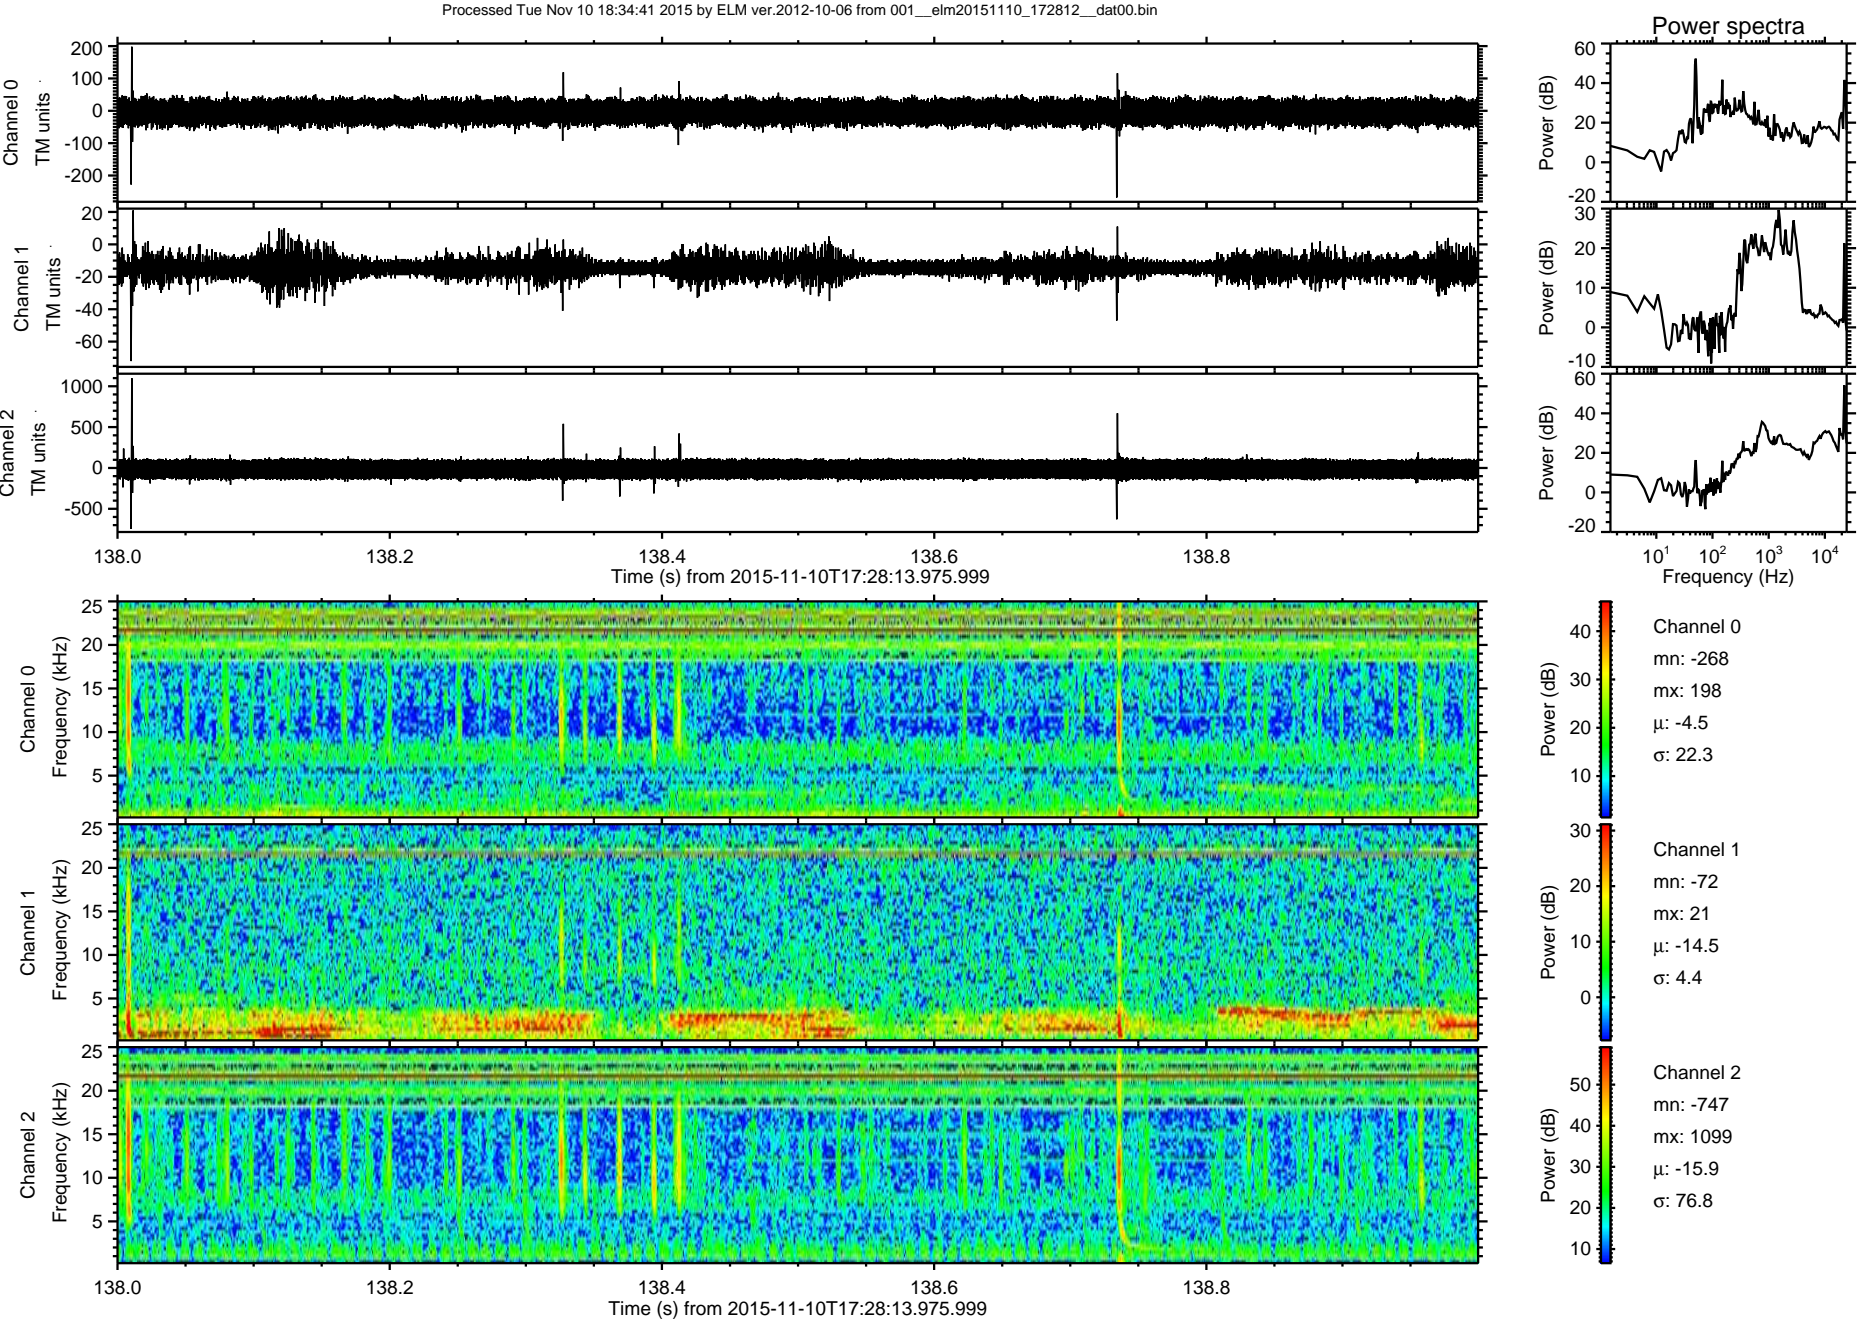 Processed Tue Nov 10 18:34:41 2015 by ELM ver.2012-10-06 from 001__elm20151110_172812__dat00.bin
Power spectra
Channel 0
TM units
200
100
0
-100
-200
Power (dB)
60
40
20
0
-20
Channel 1
TM units
20
0
-20
-40
-60
Power (dB)
30
20
10
0
-10
Channel 2
TM units
1000
500
0
-500
Power (dB)
60
40
20
0
-20
138.0 138.2 138.4 138.6 138.8
Time (s) from 2015-11-10T17:28:13.975.999
10¹ 10² 10³ 10⁴
Frequency (Hz)
Channel 0
Frequency (kHz)
25
20
15
10
5
Power (dB)
40
30
20
10
Channel 0
mn: -268
mx: 198
μ: -4.5
σ: 22.3
Channel 1
Frequency (kHz)
25
20
15
10
5
Power (dB)
30
20
10
0
Channel 1
mn: -72
mx: 21
μ: -14.5
σ: 4.4
Channel 2
Frequency (kHz)
25
20
15
10
5
Power (dB)
50
40
30
20
10
Channel 2
mn: -747
mx: 1099
μ: -15.9
σ: 76.8
138.0 138.2 138.4 138.6 138.8
Time (s) from 2015-11-10T17:28:13.975.999